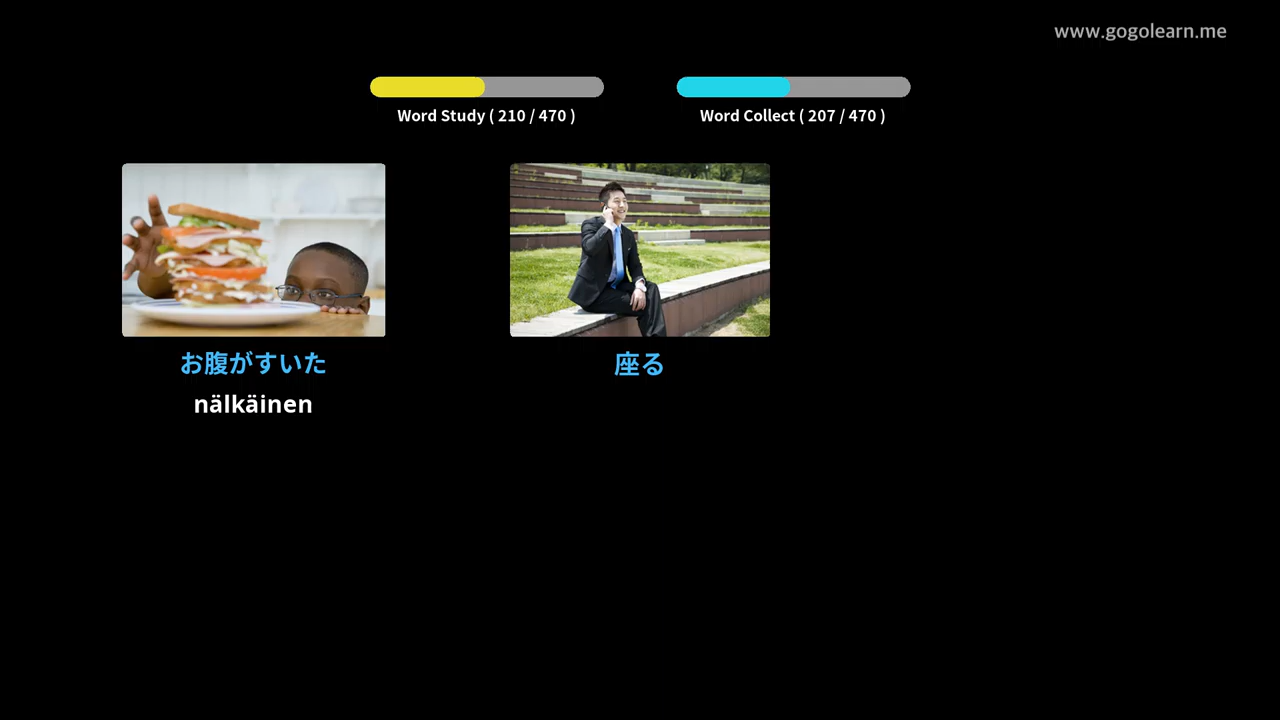 www.gogolearn.me
Word Study ( 210 / 470 )
Word Collect ( 207 / 470 )
お腹がすいた
座る
nälkäinen